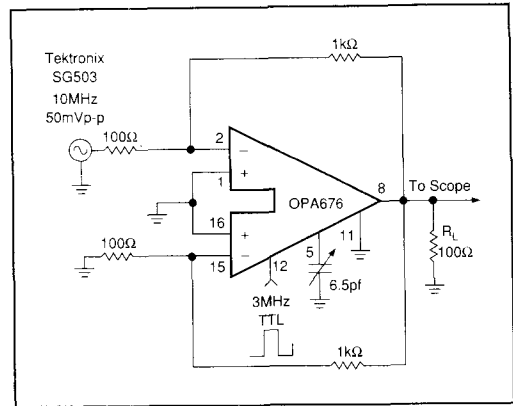 1kΩ
Tektronix
SG503
10MHz
50mVp-p
100Ω
2
−
8
To Scope
1
+
OPA676
16
+
11
RL
100Ω
100Ω
5
−
15
12
6.5pf
3MHz
TTL
1kΩ